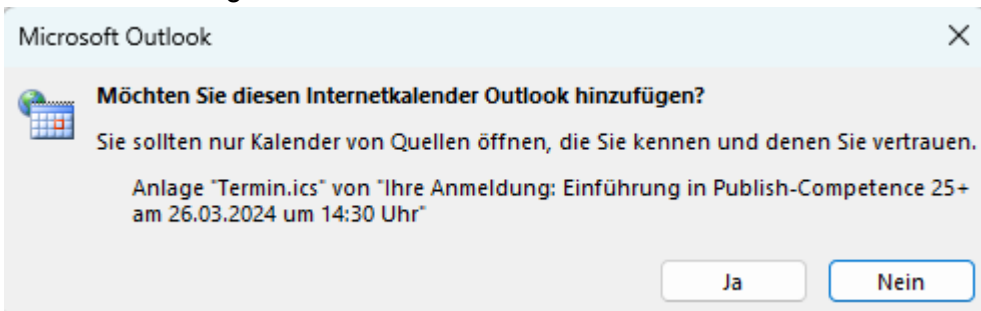 Microsoft Outlook
Möchten Sie diesen Internetkalender Outlook hinzufügen?
Sie sollten nur Kalender von Quellen öffnen, die Sie kennen und denen Sie vertrauen.
Anlage "Termin.ics" von "Ihre Anmeldung: Einführung in Publish-Competence 25+
am 26.03.2024 um 14:30 Uhr"
Ja Nein